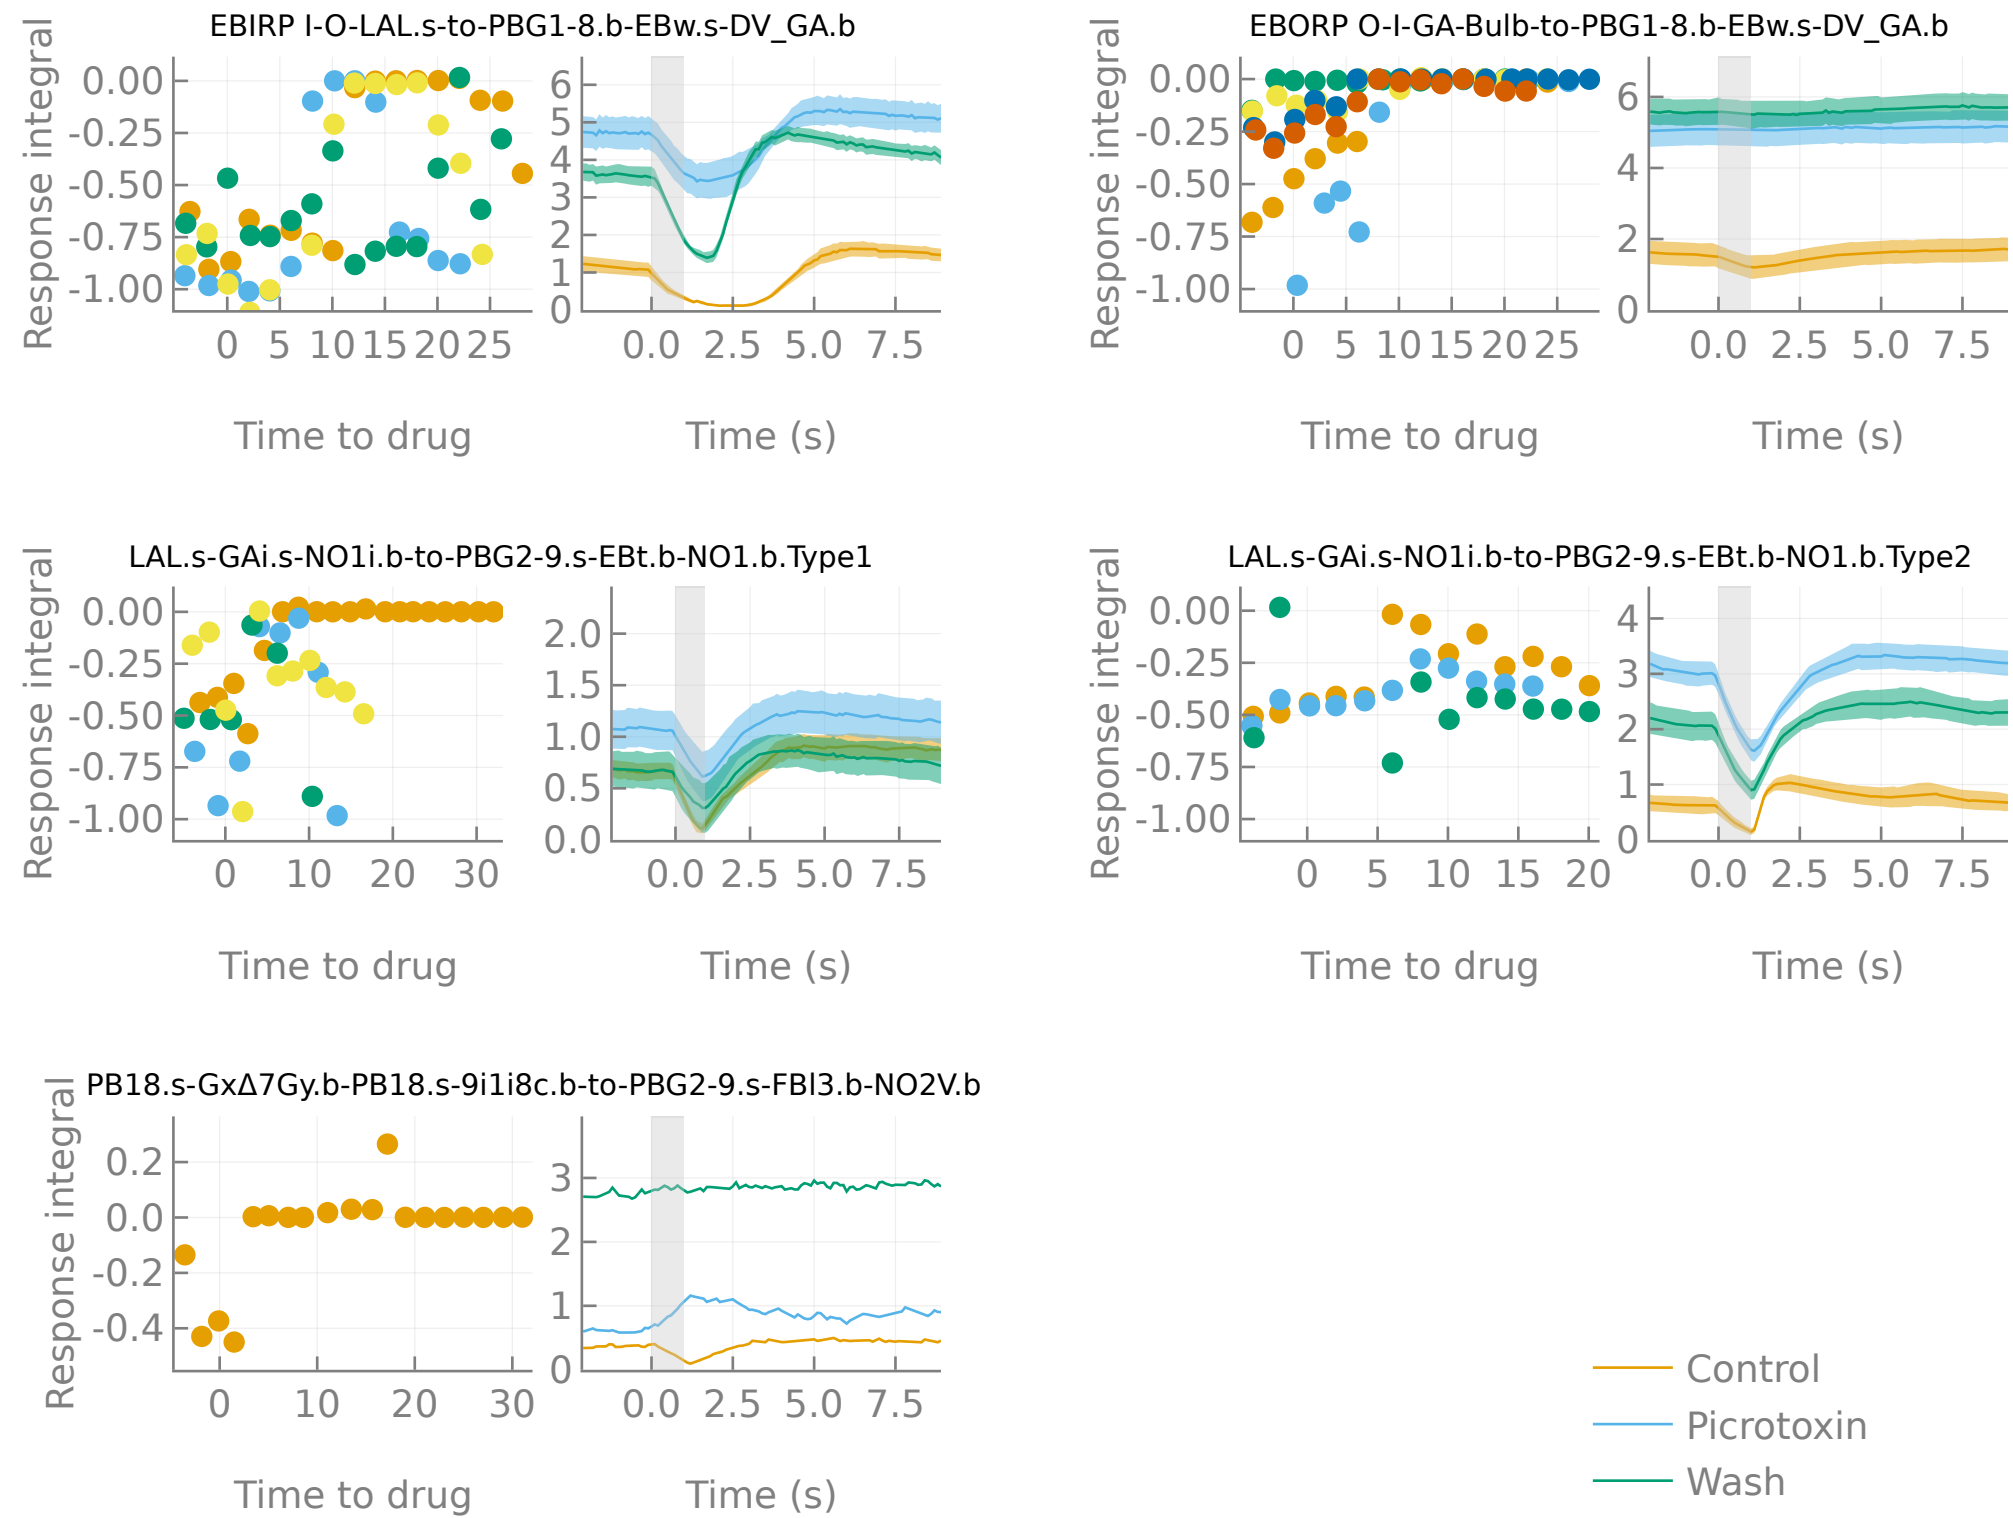 EBIRP I-O-LAL.s-to-PBG1-8.b-EBw.s-DV_GA.b
Response integral
0.00
-0.25
-0.50
-0.75
-1.00
0 5 10 15 20 25
Time to drug
6
5
4
3
2
1
0
0.0 2.5 5.0 7.5
Time (s)
EBORP O-I-GA-Bulb-to-PBG1-8.b-EBw.s-DV_GA.b
Response integral
0.00
-0.25
-0.50
-0.75
-1.00
0 5 10 15 20 25
Time to drug
6
4
2
0
0.0 2.5 5.0 7.5
Time (s)
LAL.s-GAi.s-NO1i.b-to-PBG2-9.s-EBt.b-NO1.b.Type1
Response integral
0.00
-0.25
-0.50
-0.75
-1.00
0 10 20 30
Time to drug
2.0
1.5
1.0
0.5
0.0
0.0 2.5 5.0 7.5
Time (s)
LAL.s-GAi.s-NO1i.b-to-PBG2-9.s-EBt.b-NO1.b.Type2
Response integral
0.00
-0.25
-0.50
-0.75
-1.00
0 5 10 15 20
Time to drug
4
3
2
1
0
0.0 2.5 5.0 7.5
Time (s)
PB18.s-GxΔ7Gy.b-PB18.s-9i1i8c.b-to-PBG2-9.s-FBl3.b-NO2V.b
Response integral
0.2
0.0
-0.2
-0.4
0 10 20 30
Time to drug
3
2
1
0
0.0 2.5 5.0 7.5
Time (s)
Control
Picrotoxin
Wash